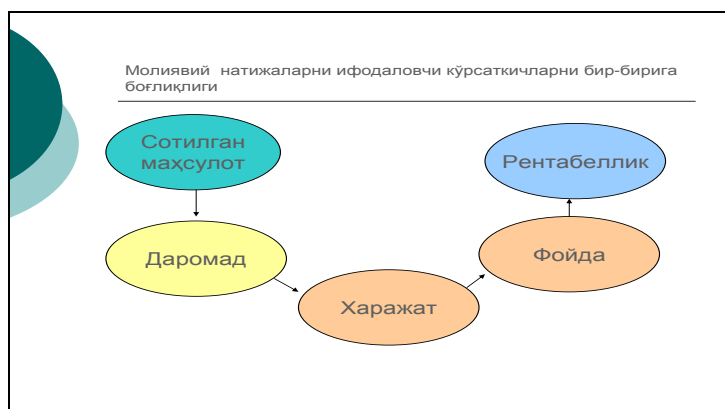 Молиявий натижаларни ифодаловчи кўрсаткичларни бир-бирига
боғлиқлиги
Сотилган
маҳсулот
Рентабеллик
Даромад
Фойда
Харажат